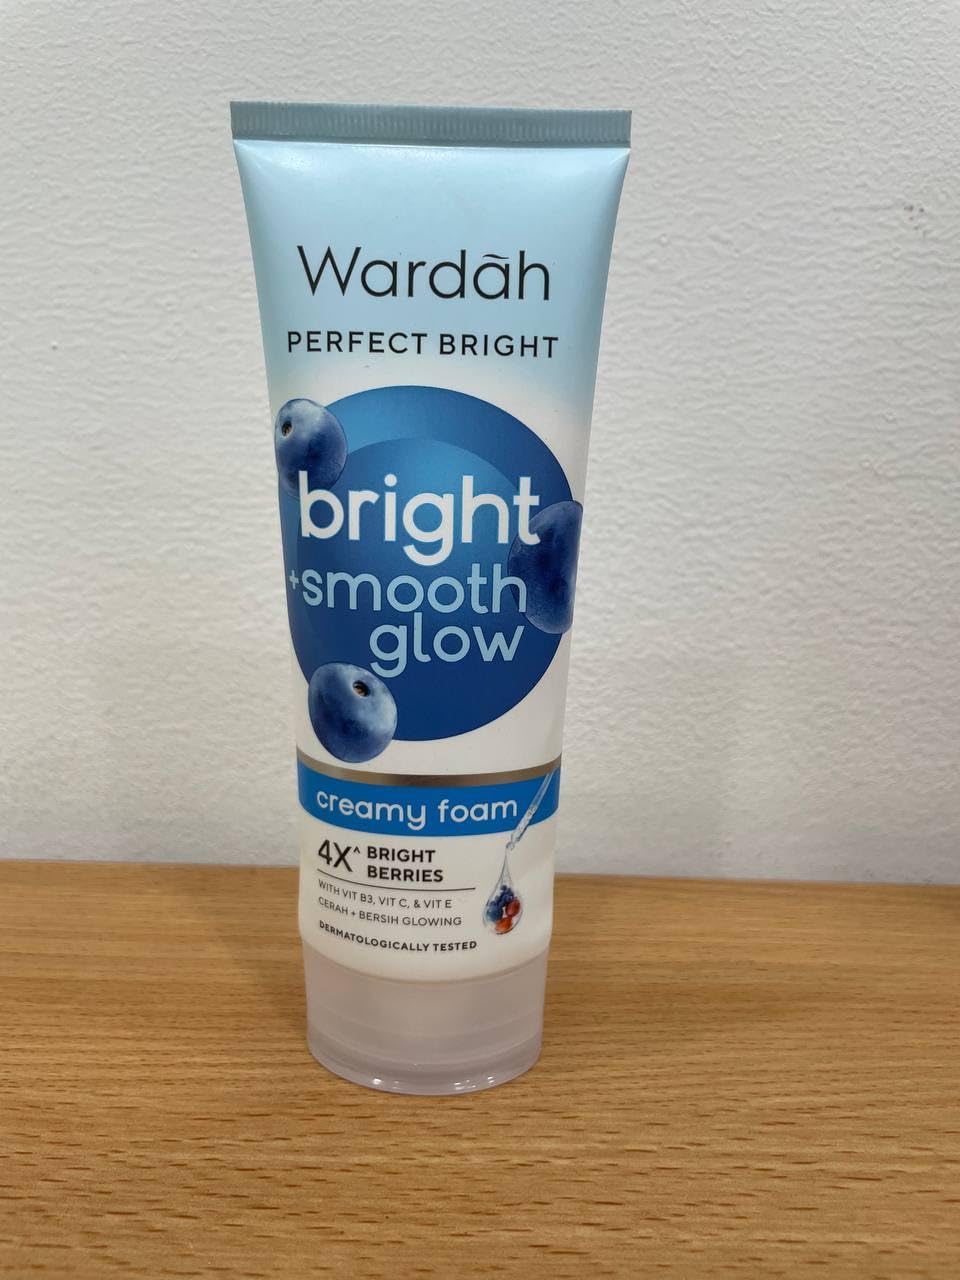 Wardãh
PERFECT BRIGHT
bright
+smooth
glow
creamy foam
4X^ BRIGHT
BERRIES
WITH VIT B3, VIT C, & VIT E
CERAH + BERSIH GLOWING
DERMATOLOGICALLY TESTED